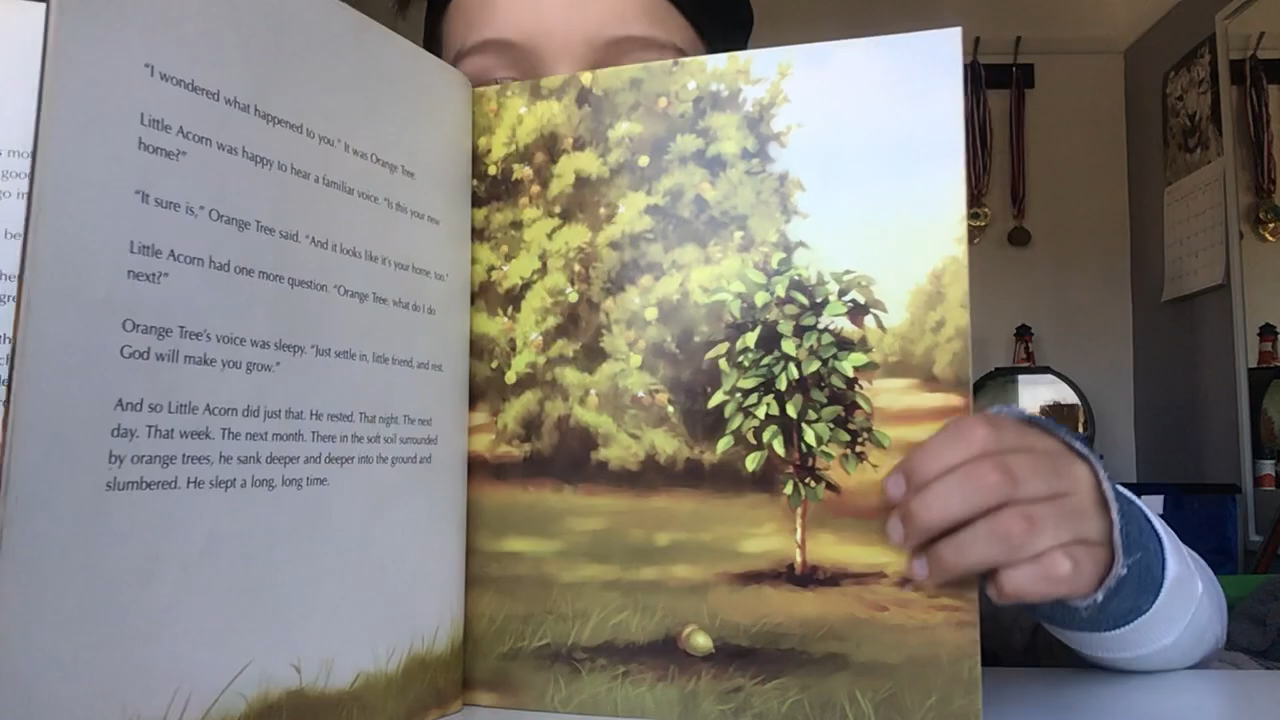 "I wondered what happened to you." It was Orange Tree.
Little Acorn was happy to hear a familiar voice. "Is this your new
home?"
"It sure is," Orange Tree said. "And it looks like it's your home, too."
Little Acorn had one more question. "Orange Tree, what do I do
next?"
Orange Tree's voice was sleepy. "Just settle in, little friend, and rest.
God will make you grow."
And so Little Acorn did just that. He rested. That night. The next
day. That week. The next month. There in the soft soil surrounded
by orange trees, he sank deeper and deeper into the ground and
slumbered. He slept a long, long time.